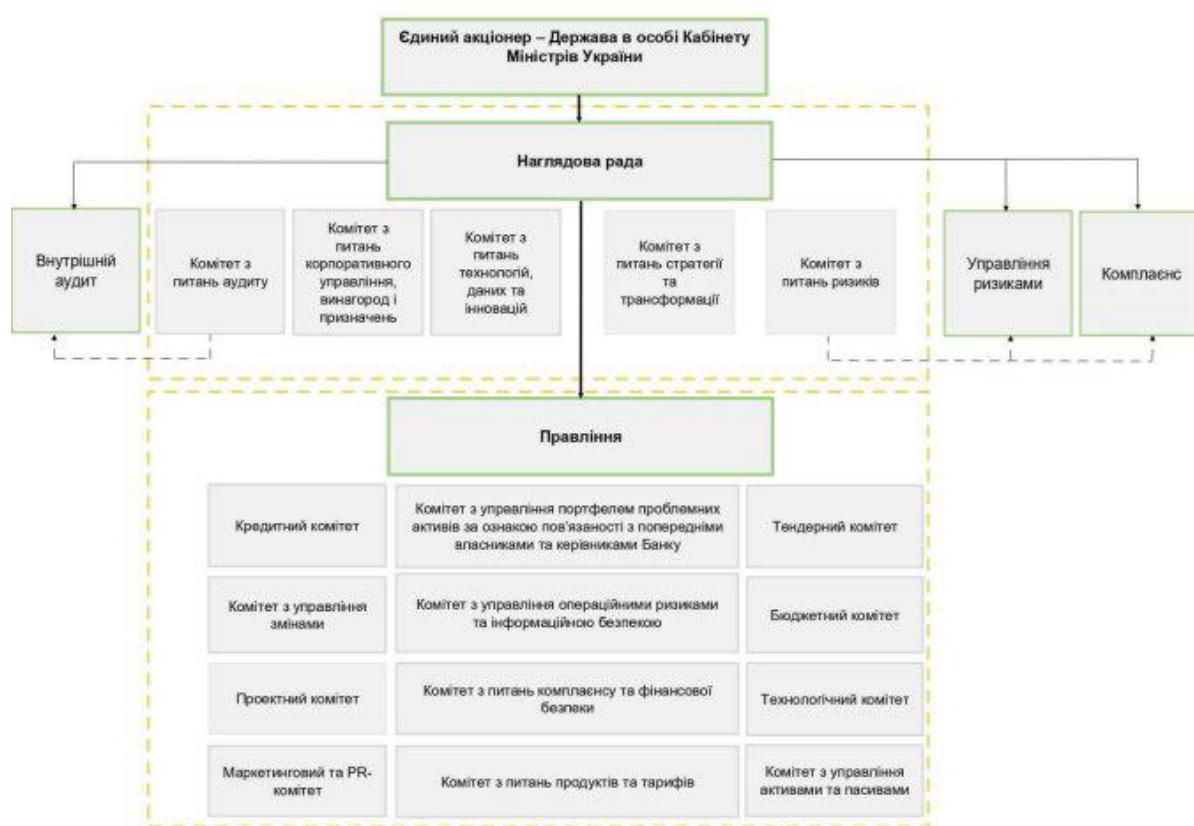 Єдиний акціонер – Держава в особі Кабінету
Міністрів України
Наглядова рада
Внутрішній
аудит
Комітет з
питань аудиту
Комітет з
питань
корпоративного
управління,
винагород і
призначень
Комітет з
питань
технологій,
даних та
інновацій
Комітет з
питань стратегії
та
трансформації
Комітет з
питань ризиків
Управління
ризиками
Комплаєнс
Правління
Кредитний комітет
Комітет з управління портфелем проблемних
активів за ознакою пов'язаності з попередніми
власниками та керівниками Банку
Тендерний комітет
Комітет з управління
змінами
Комітет з управління операційними ризиками
та інформаційною безпекою
Бюджетний комітет
Проектний комітет
Комітет з питань комплаєнсу та фінансової
безпеки
Технологічний комітет
Маркетинговий та PR-
комітет
Комітет з питань продуктів та тарифів
Комітет з управління
активами та пасивами